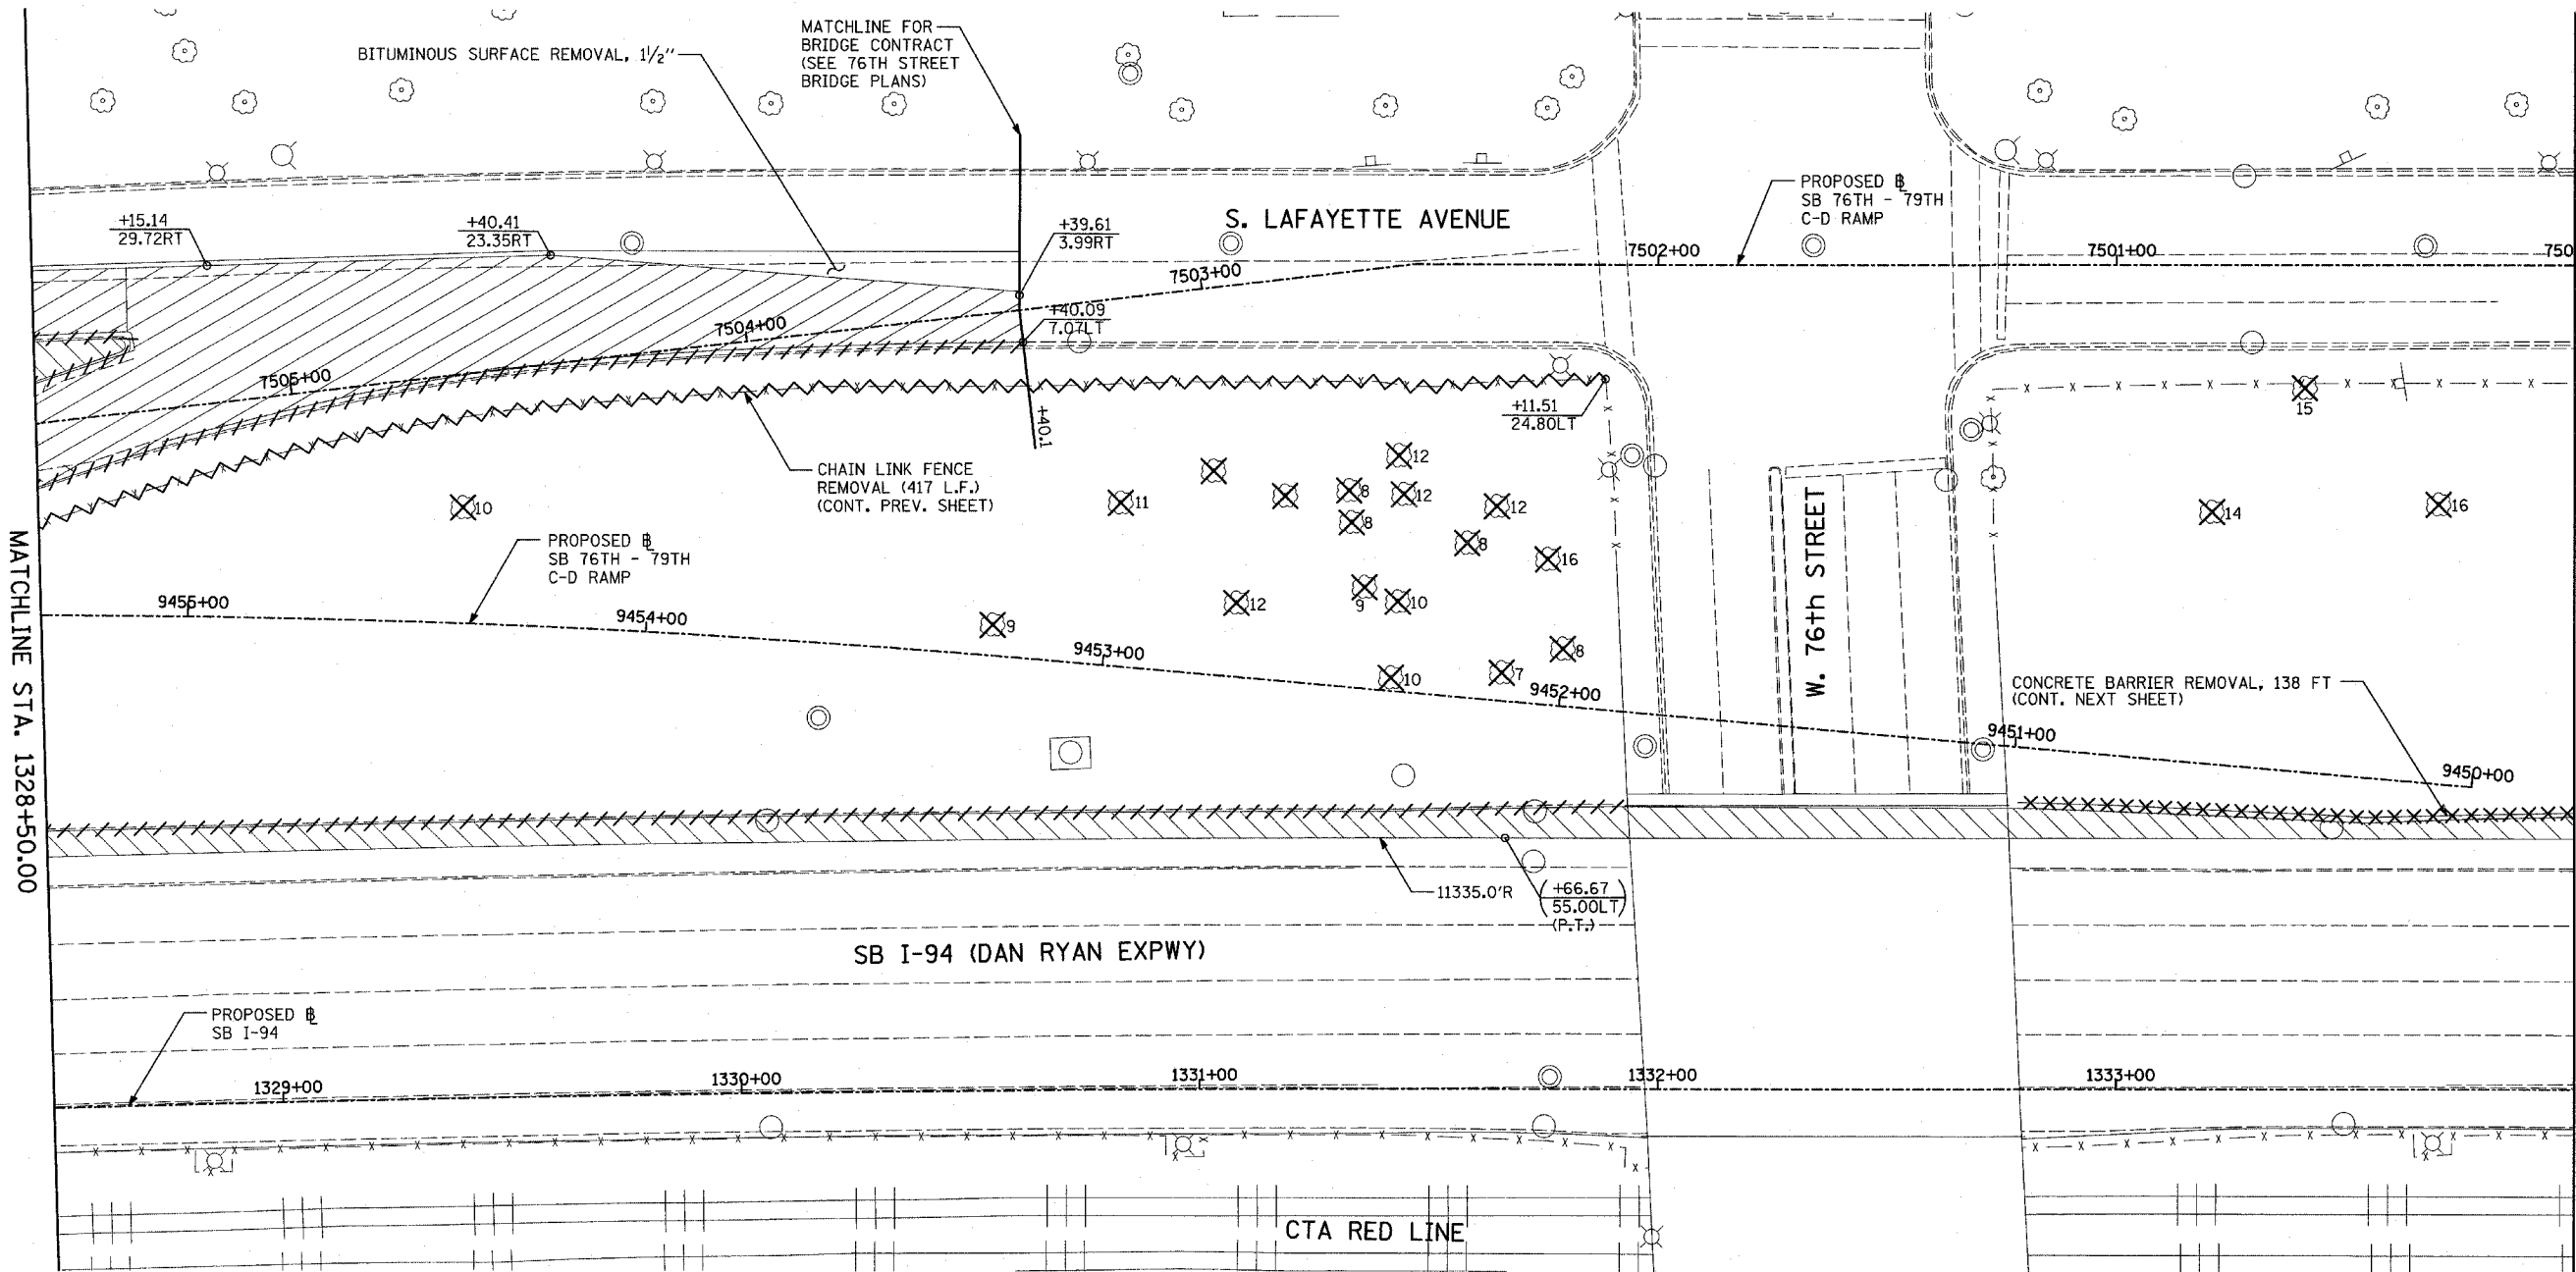 BITUMINOUS SURFACE REMOVAL, 1½"
MATCHLINE FOR
BRIDGE CONTRACT
(SEE 76TH STREET
BRIDGE PLANS)
PROPOSED ℄
SB 76TH - 79TH
C-D RAMP
+15.14
29.72RT
+40.41
23.35RT
+39.61
3.99RT
S. LAFAYETTE AVENUE
7502+00
7501+00
750
7503+00
7504+00
7505+00
+40.09
7.07LT
+40.1
+11.51
24.80LT
15
CHAIN LINK FENCE
REMOVAL (417 L.F.)
(CONT. PREV. SHEET)
10
11
12
8
12
12
8
8
16
14
16
12
9
10
9
8
7
10
PROPOSED ℄
SB 76TH - 79TH
C-D RAMP
W. 76th STREET
MATCHLINE STA. 1328+50.00
9455+00
9454+00
9453+00
9452+00
9451+00
9450+00
CONCRETE BARRIER REMOVAL, 138 FT
(CONT. NEXT SHEET)
11335.0'R
(+66.67
55.00LT)
(P.T.)
SB I-94 (DAN RYAN EXPWY)
PROPOSED ℄
SB I-94
1329+00
1330+00
1331+00
1332+00
1333+00
CTA RED LINE